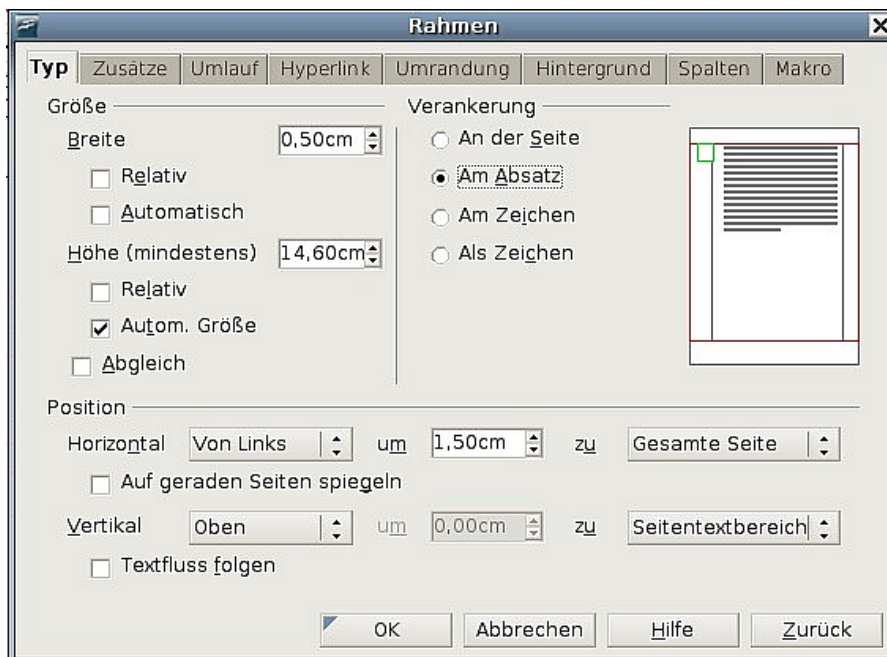 Rahmen
Typ Zusätze Umlauf Hyperlink Umrandung Hintergrund Spalten Makro
Größe
Breite 0,50cm
Relativ
Automatisch
Höhe (mindestens) 14,60cm
Relativ
Autom. Größe
Abgleich
Verankerung
An der Seite
Am Absatz
Am Zeichen
Als Zeichen
Position
Horizontal Von Links um 1,50cm zu Gesamte Seite
Auf geraden Seiten spiegeln
Vertikal Oben um 0,00cm zu Seitentextbereich
Textfluss folgen
OK Abbrechen Hilfe Zurück